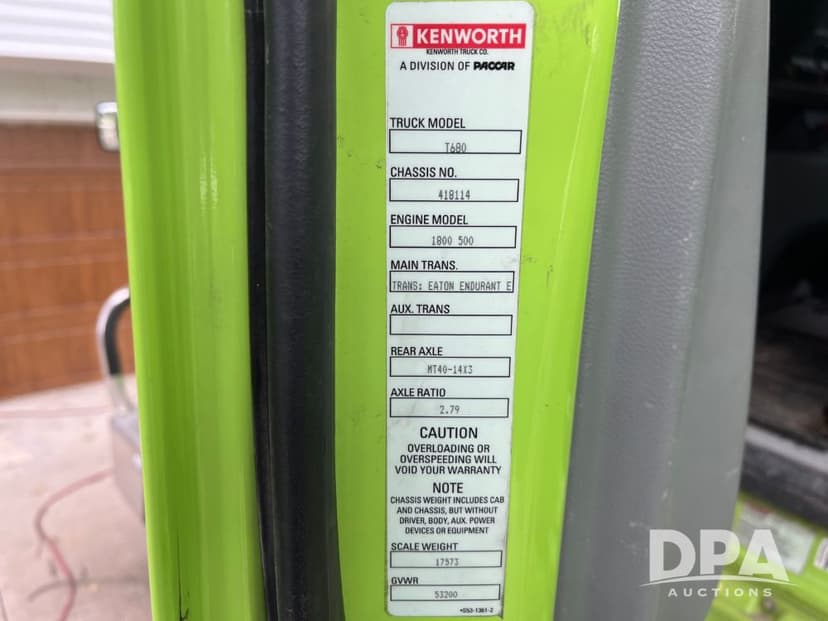 KENWORTH
KENWORTH TRUCK CO.
A DIVISION OF PACCAR
TRUCK MODEL
T680
CHASSIS NO.
418114
ENGINE MODEL
1800 500
MAIN TRANS.
TRANS: EATON ENDURANT E
AUX. TRANS
REAR AXLE
MT40-14X3
AXLE RATIO
2.79
CAUTION
OVERLOADING OR
OVERSPEEDING WILL
VOID YOUR WARRANTY
NOTE
CHASSIS WEIGHT INCLUDES CAB
AND CHASSIS, BUT WITHOUT
DRIVER, BODY, AUX. POWER
DEVICES OR EQUIPMENT
SCALE WEIGHT
17573
GVWR
53200
•S53-1361-2
DPA
AUCTIONS